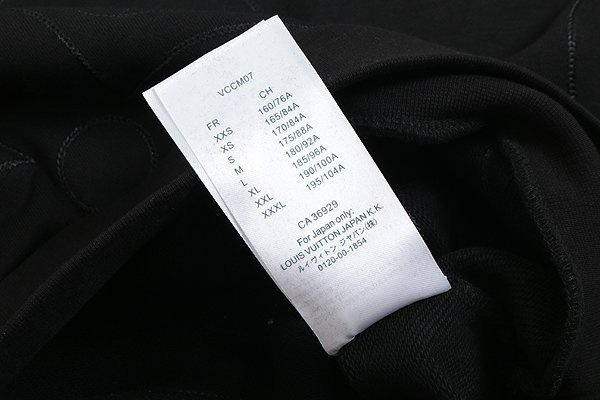 VCCM07
FR CH
XXS 160/76A
XS 165/84A
S 170/84A
M 175/88A
L 180/92A
XL 185/96A
XXL 190/100A
XXXL 195/104A
CA 36929
For Japan only:
LOUIS VUITTON JAPAN K.K.
ルイ ヴィトン ジャパン(株)
0120-00-1854